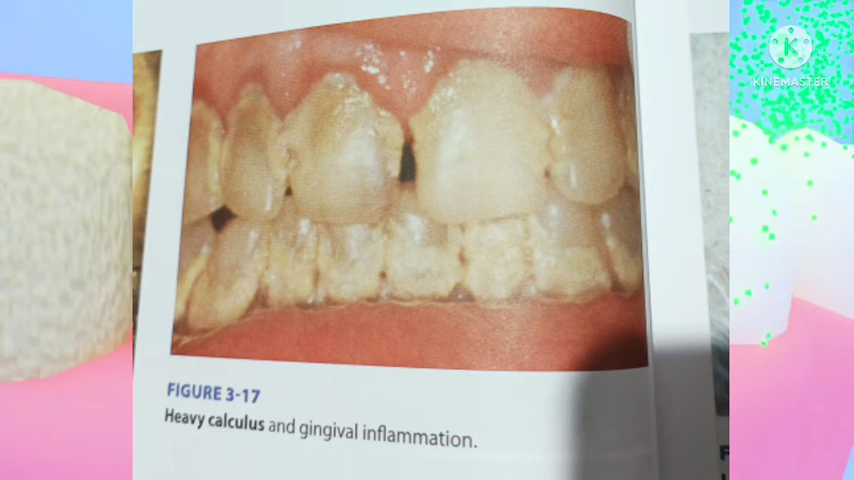 K
KINEMASTER
FIGURE 3-17
Heavy calculus and gingival inflammation.